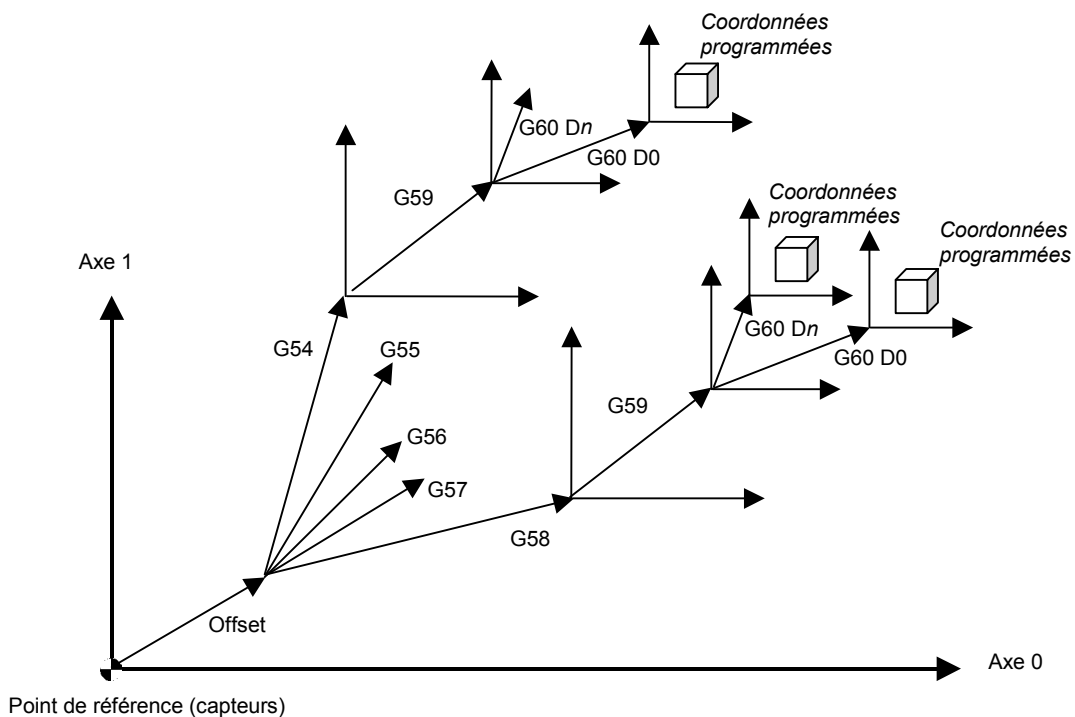 Coordonnées
programmées
G60 Dn
G60 D0
G59
Coordonnées
programmées
Coordonnées
programmées
Axe 1
G60 Dn
G60 D0
G54
G55
G59
G56
G57
G58
Offset
Axe 0
Point de référence (capteurs)